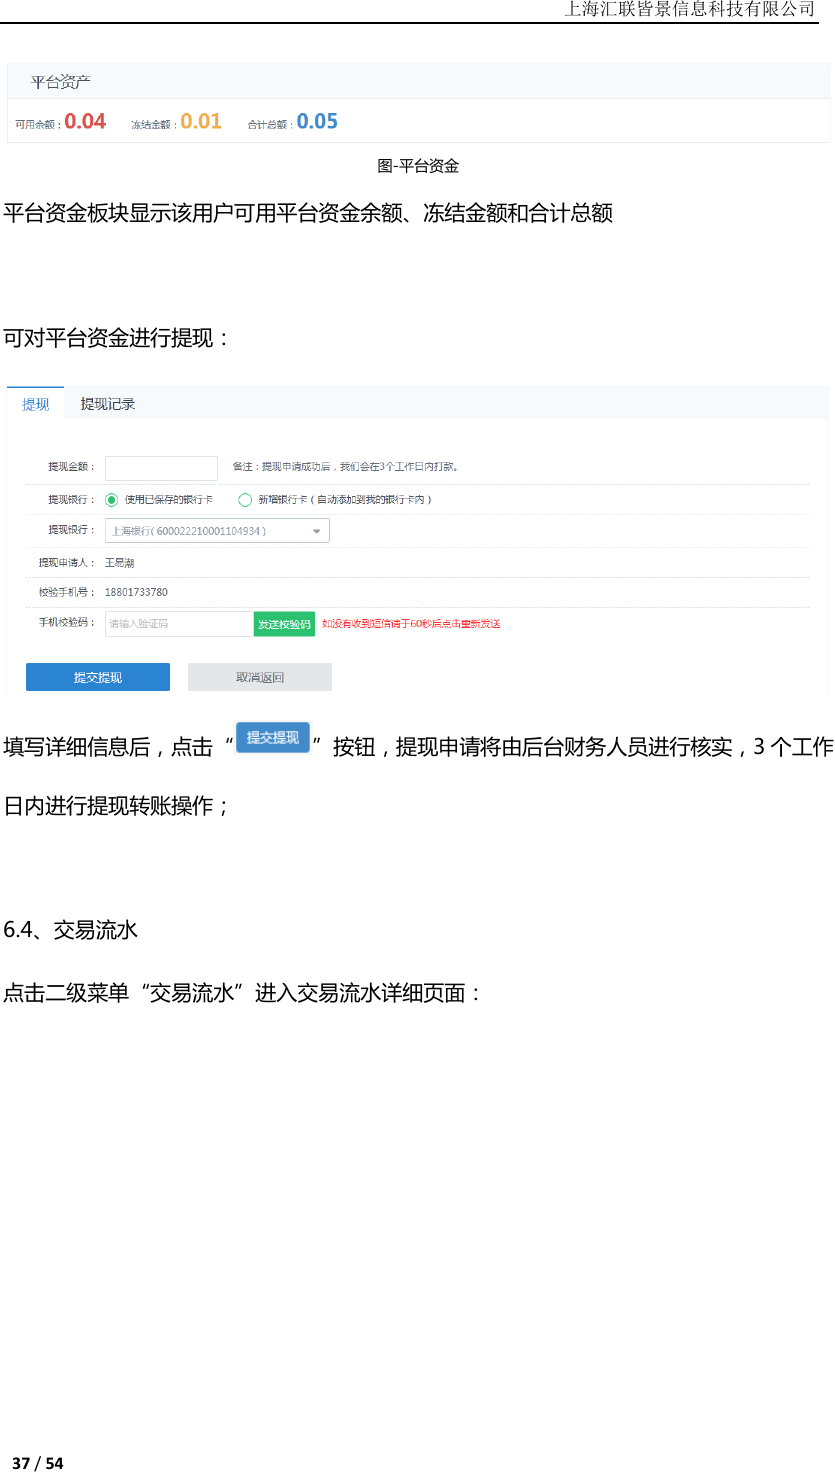 上海汇联皆景信息科技有限公司
平台资产
可用余额：0.04 冻结金额：0.01 合计总额：0.05
图-平台资金
平台资金板块显示该用户可用平台资金余额、冻结金额和合计总额
可对平台资金进行提现：
提现 提现记录
提现金额： 备注：提现申请成功后，我们会在3个工作日内打款。
提现银行： 使用已保存的银行卡 新增银行卡（自动添加到我的银行卡内）
提现银行： 上海银行( 600022210001104934 )
提现申请人： 王易潮
校验手机号： 18801733780
手机校验码： 请输入验证码 发送校验码 如没有收到短信请于60秒后点击重新发送
提交提现 取消返回
填写详细信息后，点击“提交提现”按钮，提现申请将由后台财务人员进行核实，3 个工作
日内进行提现转账操作；
6.4、交易流水
点击二级菜单“交易流水”进入交易流水详细页面：
37 / 54